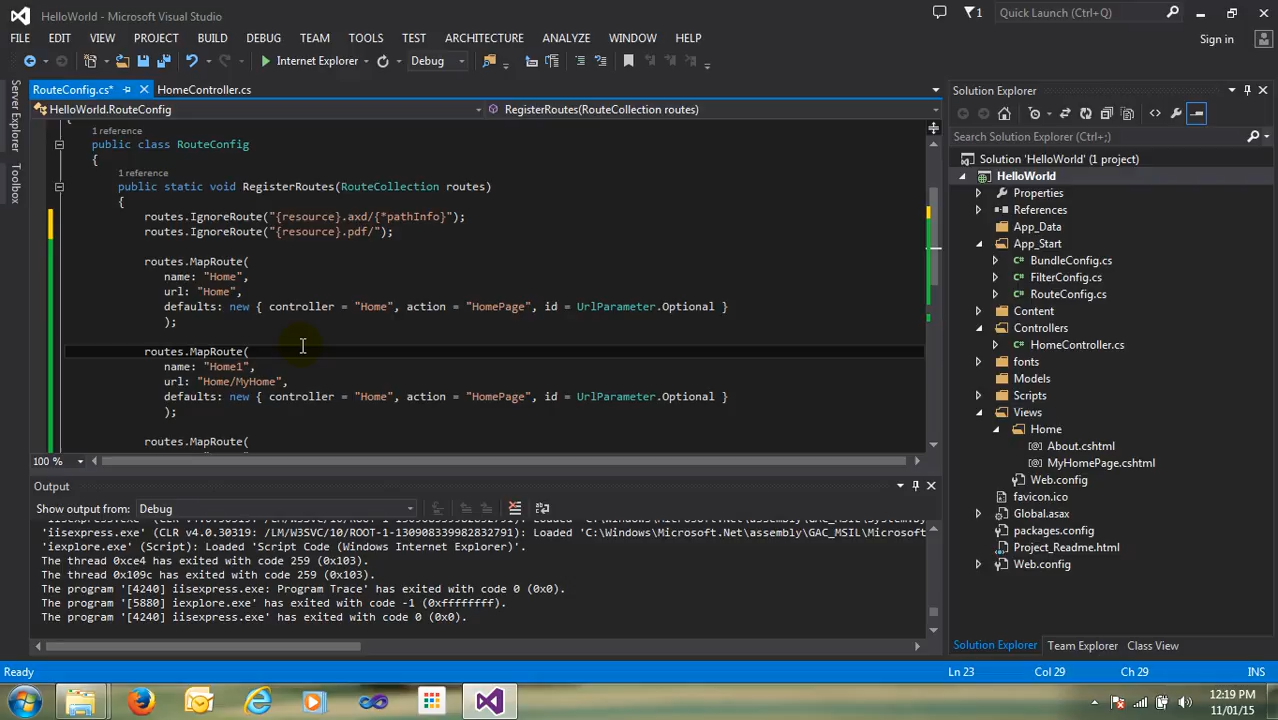 HelloWorld - Microsoft Visual Studio
1
Quick Launch (Ctrl+Q)
FILE EDIT VIEW PROJECT BUILD DEBUG TEAM TOOLS TEST ARCHITECTURE ANALYZE WINDOW HELP
Sign in
Internet Explorer
Debug
Server Explorer
Toolbox
RouteConfig.cs*
HomeController.cs
HelloWorld.RouteConfig
RegisterRoutes(RouteCollection routes)
1 reference
public class RouteConfig
{
1 reference
public static void RegisterRoutes(RouteCollection routes)
{
routes.IgnoreRoute("{resource}.axd/{*pathInfo}");
routes.IgnoreRoute("{resource}.pdf/");
routes.MapRoute(
name: "Home",
url: "Home",
defaults: new { controller = "Home", action = "HomePage", id = UrlParameter.Optional }
);
routes.MapRoute(
name: "Home1",
url: "Home/MyHome",
defaults: new { controller = "Home", action = "HomePage", id = UrlParameter.Optional }
);
routes.MapRoute(
100 %
Output
Show output from: Debug
'iisexpress.exe' (CLR v4.0.30319: /LM/W3SVC/10/ROOT-1-130908339982832791): Loaded 'C:\Windows\Microsoft.Net\assembly\GAC_MSIL\Microsoft
'iexplore.exe' (Script): Loaded 'Script Code (Windows Internet Explorer)'.
The thread 0xce4 has exited with code 259 (0x103).
The thread 0x109c has exited with code 259 (0x103).
The program '[4240] iisexpress.exe: Program Trace' has exited with code 0 (0x0).
The program '[5880] iexplore.exe' has exited with code -1 (0xffffffff).
The program '[4240] iisexpress.exe' has exited with code 0 (0x0).
Solution Explorer
Search Solution Explorer (Ctrl+;)
Solution 'HelloWorld' (1 project)
HelloWorld
Properties
References
App_Data
App_Start
BundleConfig.cs
FilterConfig.cs
RouteConfig.cs
Content
Controllers
HomeController.cs
fonts
Models
Scripts
Views
Home
About.cshtml
MyHomePage.cshtml
Web.config
favicon.ico
Global.asax
packages.config
Project_Readme.html
Web.config
Solution Explorer Team Explorer Class View
Ready
Ln 23 Col 29 Ch 29 INS
12:19 PM
11/01/15